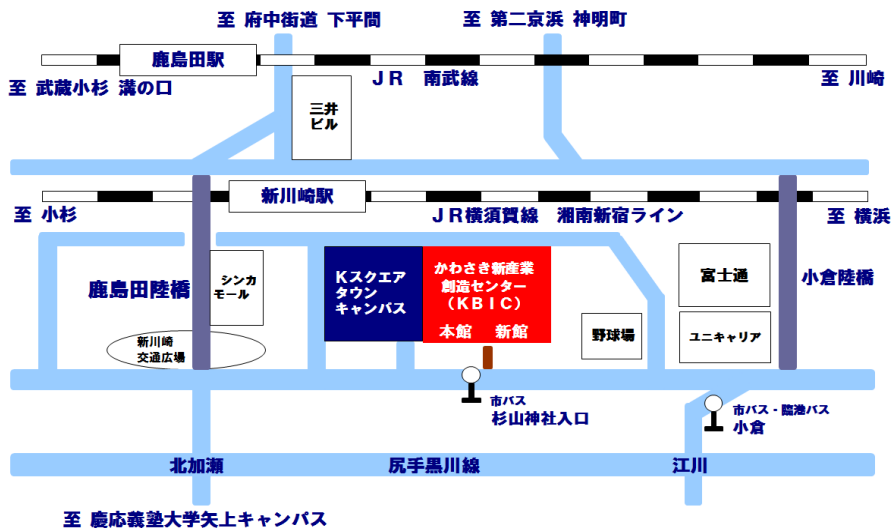 至 府中街道 下平間
至 第二京浜 神明町
鹿島田駅
至 武蔵小杉 溝の口
JR 南武線
至 川崎
三井
ビル
新川崎駅
至 小杉
JR横須賀線 湘南新宿ライン
至 横浜
鹿島田陸橋
シンカ
モール
Kスクエア
タウン
キャンパス
かわさき新産業
創造センター
(KBIC)
本館 新館
富士通
小倉陸橋
新川崎
交通広場
野球場
ユニキャリア
市バス
杉山神社入口
市バス・臨港バス
小倉
北加瀬
尻手黒川線
江川
至 慶応義塾大学矢上キャンパス